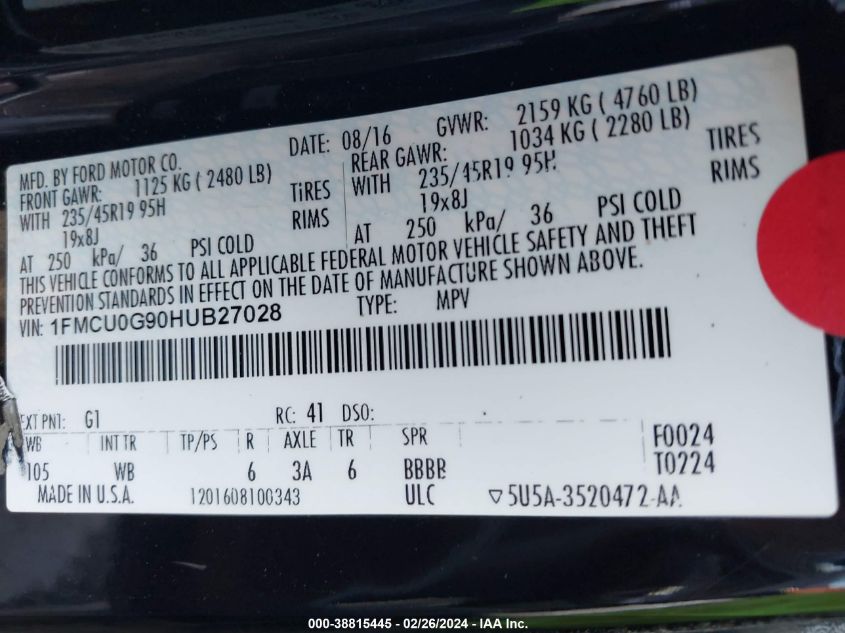 MFD. BY FORD MOTOR CO. DATE: 08/16 GVWR: 2159 KG ( 4760 LB)
FRONT GAWR: 1125 KG ( 2480 LB) REAR GAWR: 1034 KG ( 2280 LB)
WITH 235/45R19 95H TIRES WITH 235/45R19 95H TIRES
19x8J RIMS 19x8J RIMS
AT 250 kPa/ 36 PSI COLD AT 250 kPa/ 36 PSI COLD
THIS VEHICLE CONFORMS TO ALL APPLICABLE FEDERAL MOTOR VEHICLE SAFETY AND THEFT
PREVENTION STANDARDS IN EFFECT ON THE DATE OF MANUFACTURE SHOWN ABOVE.
VIN: 1FMCU0G90HUB27028 TYPE: MPV
EXT PNT: G1 RC: 41 DSO:
WB INT TR TP/PS R AXLE TR SPR F0024
105 WB 6 3A 6 BBBB T0224
MADE IN U.S.A. 1201608100343 ULC 5U5A-3520472-AA
000-38815445 - 02/26/2024 - IAA Inc.